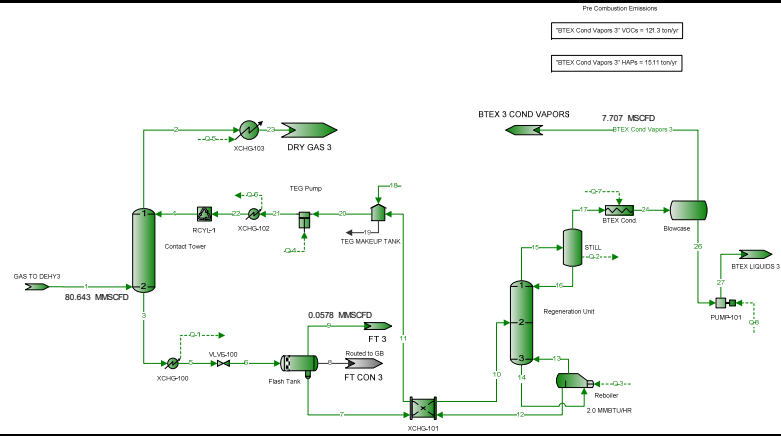 Pre Combustion Emissions
"BTEX Cond Vapors 3" VOCs = 121.3 ton/yr
"BTEX Cond Vapors 3" HAPs = 15.11 ton/yr
BTEX 3 COND VAPORS
7.707 MSCFD
BTEX Cond Vapors 3
2
Q-5
23
XCHG-103
DRY GAS 3
Q-7
17
24
BTEX Cond.
Blowcase
TEG Pump
Q-6
18
1
4
22
21
20
RCYL-1
XCHG-102
19
TEG MAKEUP TANK
Contact Tower
Q-4
15
STILL
Q-2
26
BTEX LIQUIDS 3
GAS TO DEHY3
1
2
80.643 MMSCFD
16
1
27
PUMP-101
Q-8
3
0.0578 MMSCFD
9
FT 3
Regeneration Unit
2
Q-1
VLVE-100
5
6
XCHG-100
Flash Tank
Routed to GB
8
FT CON 3
11
10
3
13
14
Q-3
Reboiler
7
12
2.0 MMBTU/HR
XCHG-101